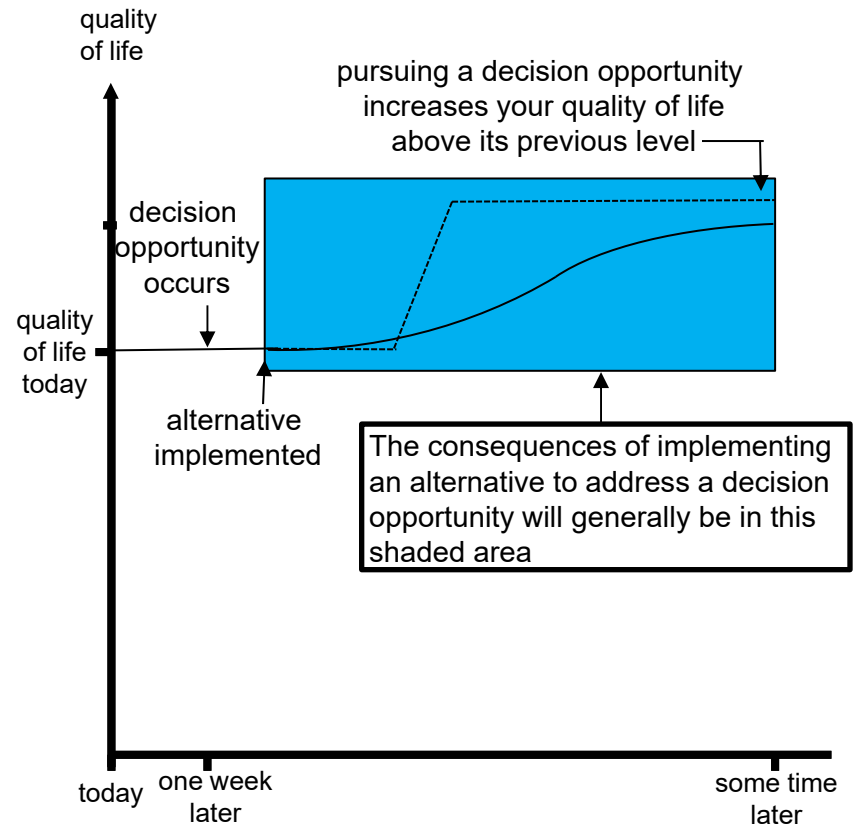 quality
of life
pursuing a decision opportunity
increases your quality of life
above its previous level
decision
opportunity
occurs
quality
of life
today
alternative
implemented
The consequences of implementing
an alternative to address a decision
opportunity will generally be in this
shaded area
today
one week
later
some time
later